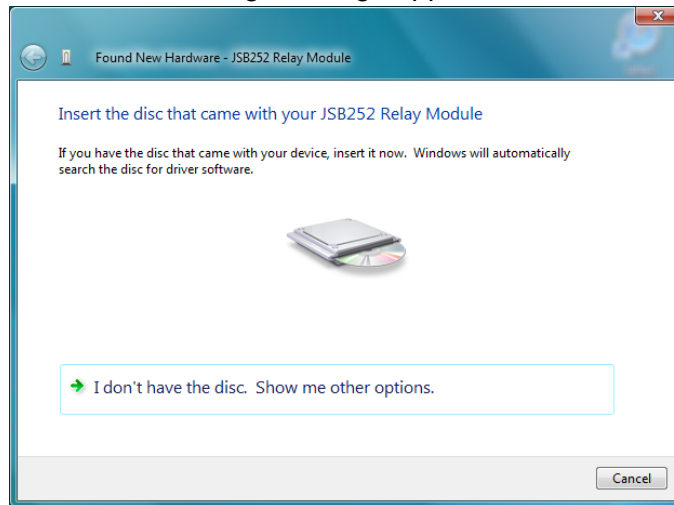 Found New Hardware - JSB252 Relay Module
Insert the disc that came with your JSB252 Relay Module
If you have the disc that came with your device, insert it now.  Windows will automatically
search the disc for driver software.
I don't have the disc.  Show me other options.
Cancel